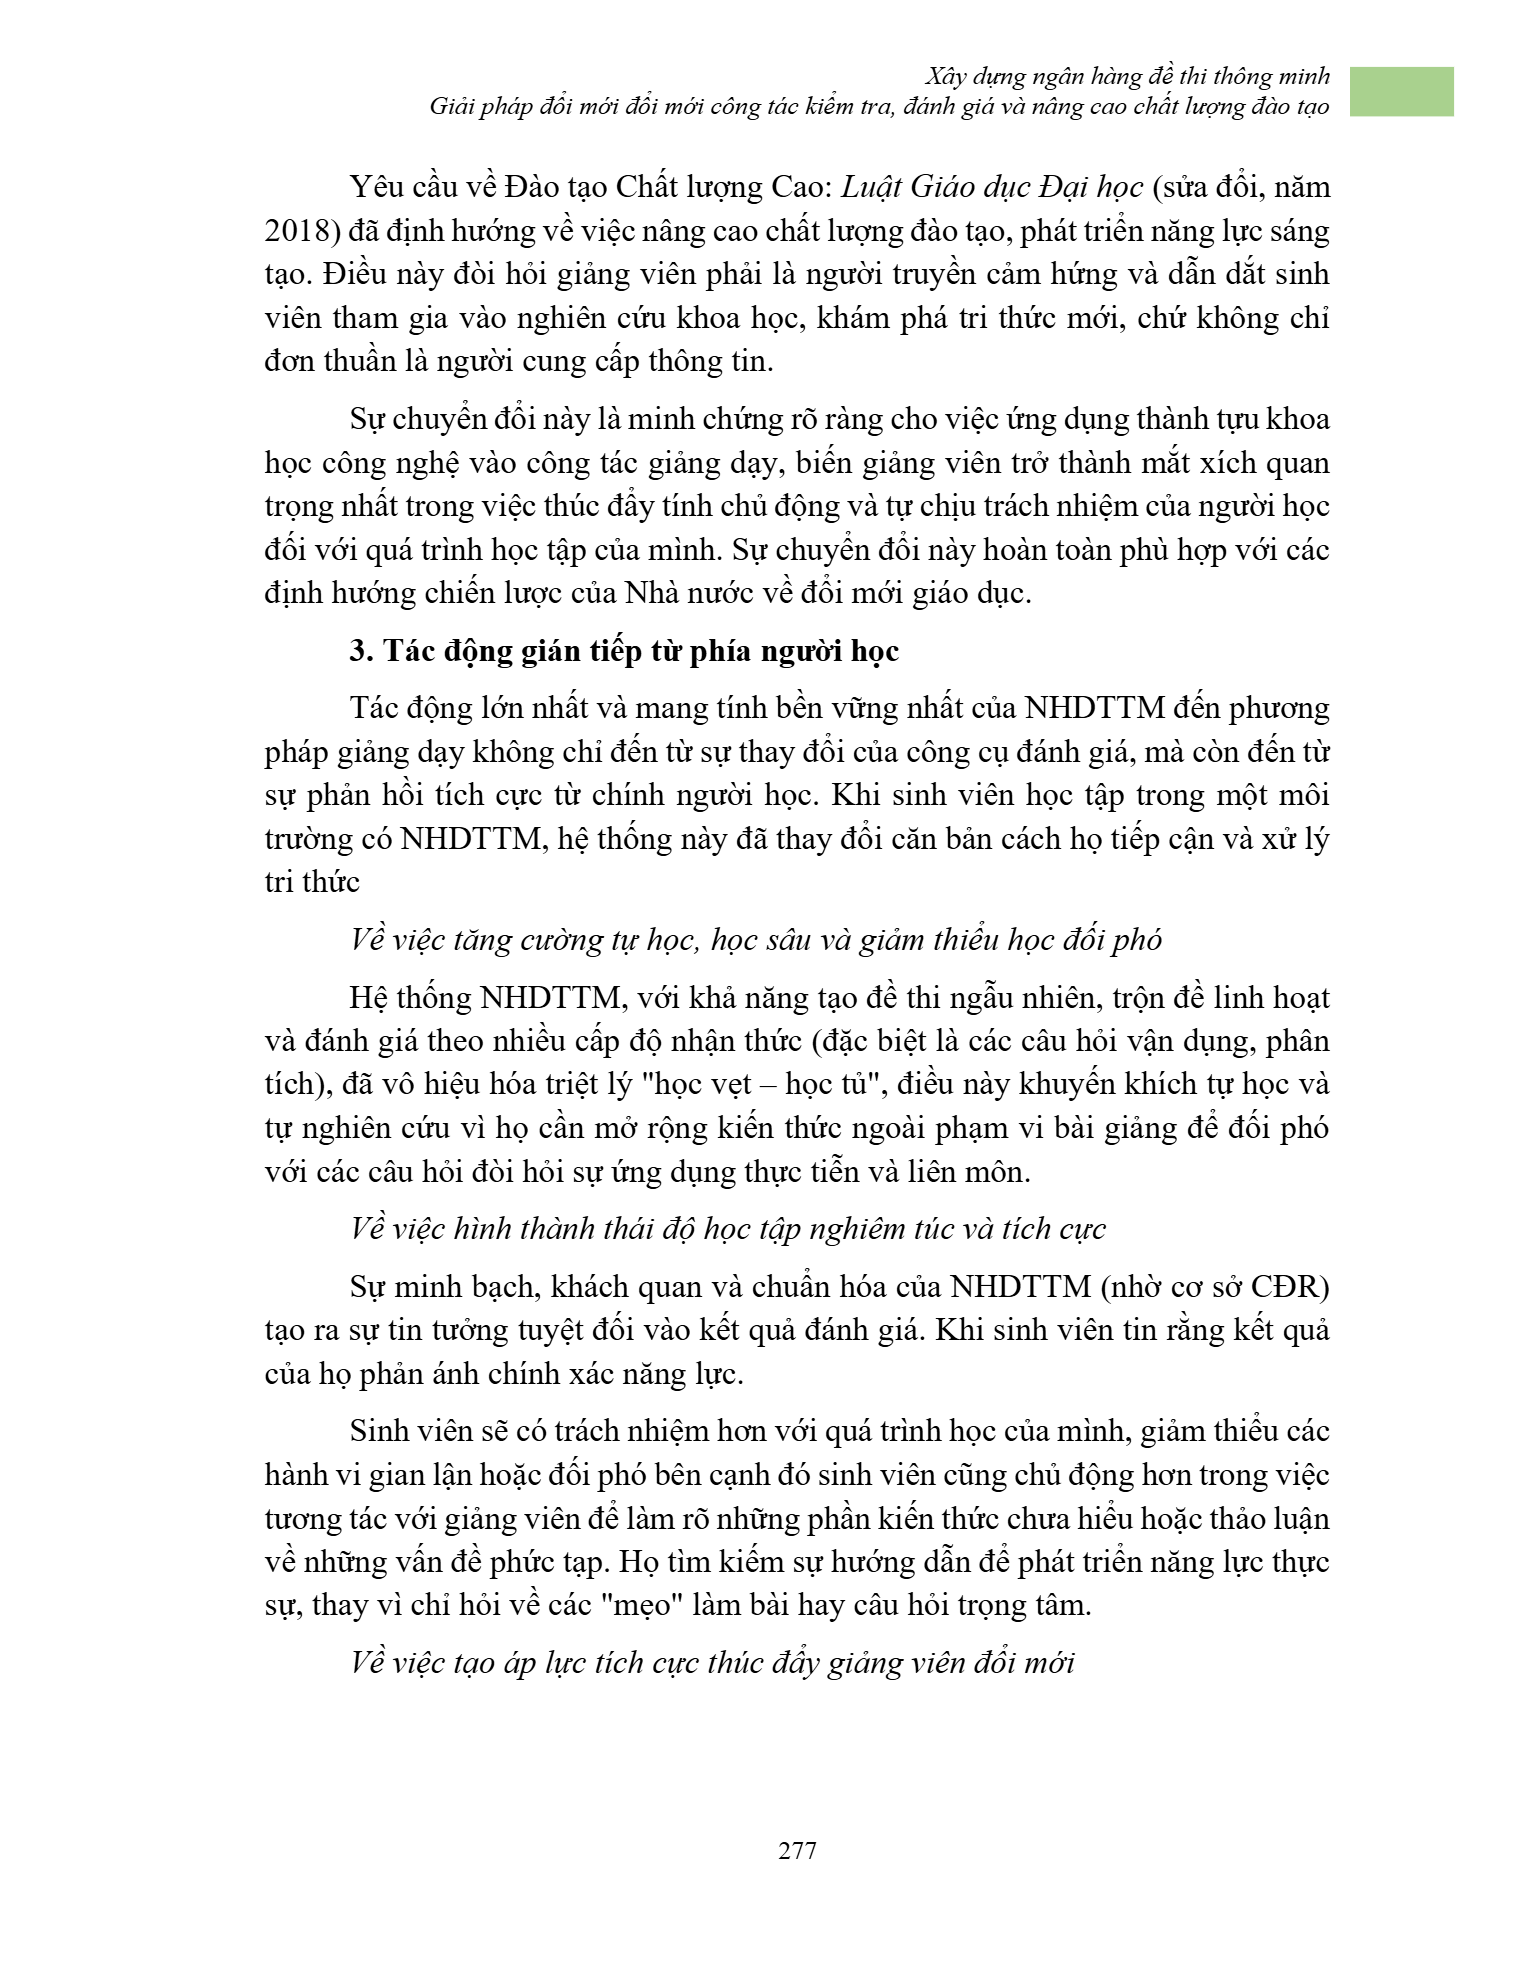 Xây dựng ngân hàng đề thi thông minh
Giải pháp đổi mới đổi mới công tác kiểm tra, đánh giá và nâng cao chất lượng đào tạo
Yêu cầu về Đào tạo Chất lượng Cao: Luật Giáo dục Đại học (sửa đổi, năm
2018) đã định hướng về việc nâng cao chất lượng đào tạo, phát triển năng lực sáng
tạo. Điều này đòi hỏi giảng viên phải là người truyền cảm hứng và dẫn dắt sinh
viên tham gia vào nghiên cứu khoa học, khám phá tri thức mới, chứ không chỉ
đơn thuần là người cung cấp thông tin.
Sự chuyển đổi này là minh chứng rõ ràng cho việc ứng dụng thành tựu khoa
học công nghệ vào công tác giảng dạy, biến giảng viên trở thành mắt xích quan
trọng nhất trong việc thúc đẩy tính chủ động và tự chịu trách nhiệm của người học
đối với quá trình học tập của mình. Sự chuyển đổi này hoàn toàn phù hợp với các
định hướng chiến lược của Nhà nước về đổi mới giáo dục.
3. Tác động gián tiếp từ phía người học
Tác động lớn nhất và mang tính bền vững nhất của NHDTTM đến phương
pháp giảng dạy không chỉ đến từ sự thay đổi của công cụ đánh giá, mà còn đến từ
sự phản hồi tích cực từ chính người học. Khi sinh viên học tập trong một môi
trường có NHDTTM, hệ thống này đã thay đổi căn bản cách họ tiếp cận và xử lý
tri thức
Về việc tăng cường tự học, học sâu và giảm thiểu học đối phó
Hệ thống NHDTTM, với khả năng tạo đề thi ngẫu nhiên, trộn đề linh hoạt
và đánh giá theo nhiều cấp độ nhận thức (đặc biệt là các câu hỏi vận dụng, phân
tích), đã vô hiệu hóa triệt lý "học vẹt – học tủ", điều này khuyến khích tự học và
tự nghiên cứu vì họ cần mở rộng kiến thức ngoài phạm vi bài giảng để đối phó
với các câu hỏi đòi hỏi sự ứng dụng thực tiễn và liên môn.
Về việc hình thành thái độ học tập nghiêm túc và tích cực
Sự minh bạch, khách quan và chuẩn hóa của NHDTTM (nhờ cơ sở CĐR)
tạo ra sự tin tưởng tuyệt đối vào kết quả đánh giá. Khi sinh viên tin rằng kết quả
của họ phản ánh chính xác năng lực.
Sinh viên sẽ có trách nhiệm hơn với quá trình học của mình, giảm thiểu các
hành vi gian lận hoặc đối phó bên cạnh đó sinh viên cũng chủ động hơn trong việc
tương tác với giảng viên để làm rõ những phần kiến thức chưa hiểu hoặc thảo luận
về những vấn đề phức tạp. Họ tìm kiếm sự hướng dẫn để phát triển năng lực thực
sự, thay vì chỉ hỏi về các "mẹo" làm bài hay câu hỏi trọng tâm.
Về việc tạo áp lực tích cực thúc đẩy giảng viên đổi mới
277